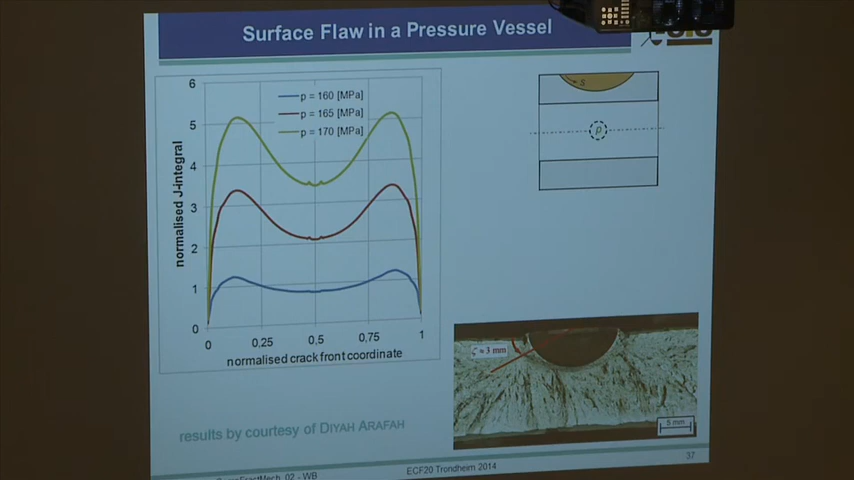 Surface Flaw in a Pressure Vessel
6
5
4
3
2
1
0
normalised J-integral
p = 160 [MPa]
p = 165 [MPa]
p = 170 [MPa]
0
0,25
0,5
0,75
1
normalised crack front coordinate
s
p
ζ ≈ 3 mm
5 mm
results by courtesy of DIYAH ARAFAH
02 - WB
ECF20 Trondheim 2014
37